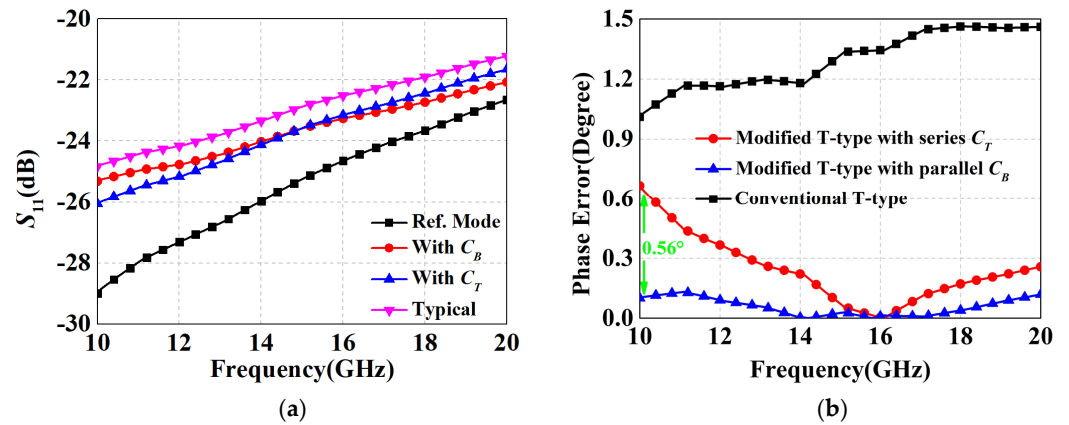 -20
-22
-24
-26
-28
-30
S11(dB)
Ref. Mode
With CB
With CT
Typical
10 12 14 16 18 20
Frequency(GHz)
(a)
1.5
1.2
0.9
0.6
0.3
0.0
Phase Error(Degree)
Modified T-type with series CT
Modified T-type with parallel CB
Conventional T-type
0.56°
10 12 14 16 18 20
Frequency(GHz)
(b)